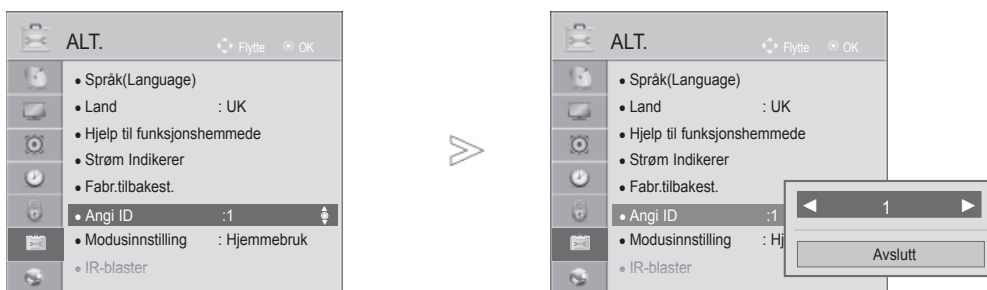 ALT. Flytte OK
• Språk(Language)
• Land : UK
• Hjelp til funksjonshemmede
• Strøm Indikerer
• Fabr.tilbakest.
• Angi ID :1
• Modusinnstilling : Hjemmebruk
• IR-blaster
ALT. Flytte OK
• Språk(Language)
• Land : UK
• Hjelp til funksjonshemmede
• Strøm Indikerer
• Fabr.tilbakest.
• Angi ID :1
• Modusinnstilling : Hj
• IR-blaster
◄ 1 ►
Avslutt